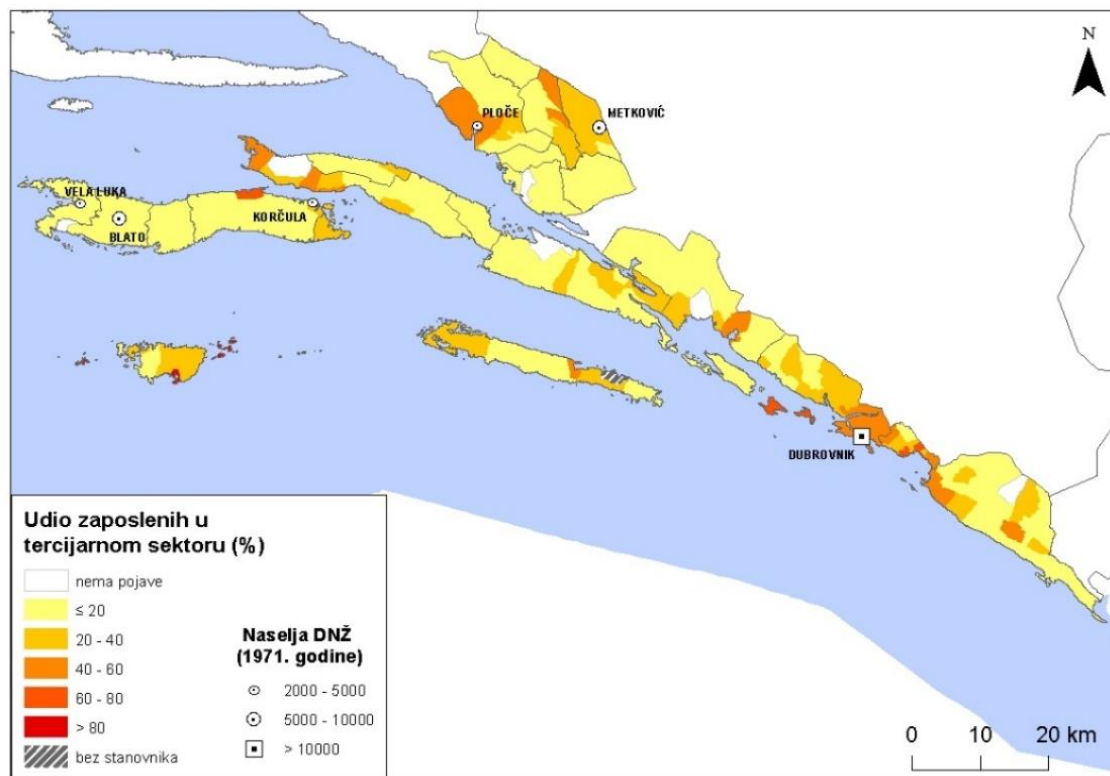 N
PLOČE
METKOVIĆ
VELA LUKA
BLATO
KORČULA
DUBROVNIK
Udio zaposlenih u
tercijarnom sektoru (%)
nema pojave
≤ 20
20 - 40
40 - 60
60 - 80
> 80
bez stanovnika
Naselja DNŽ
(1971. godine)
2000 - 5000
5000 - 10000
> 10000
0 10 20 km